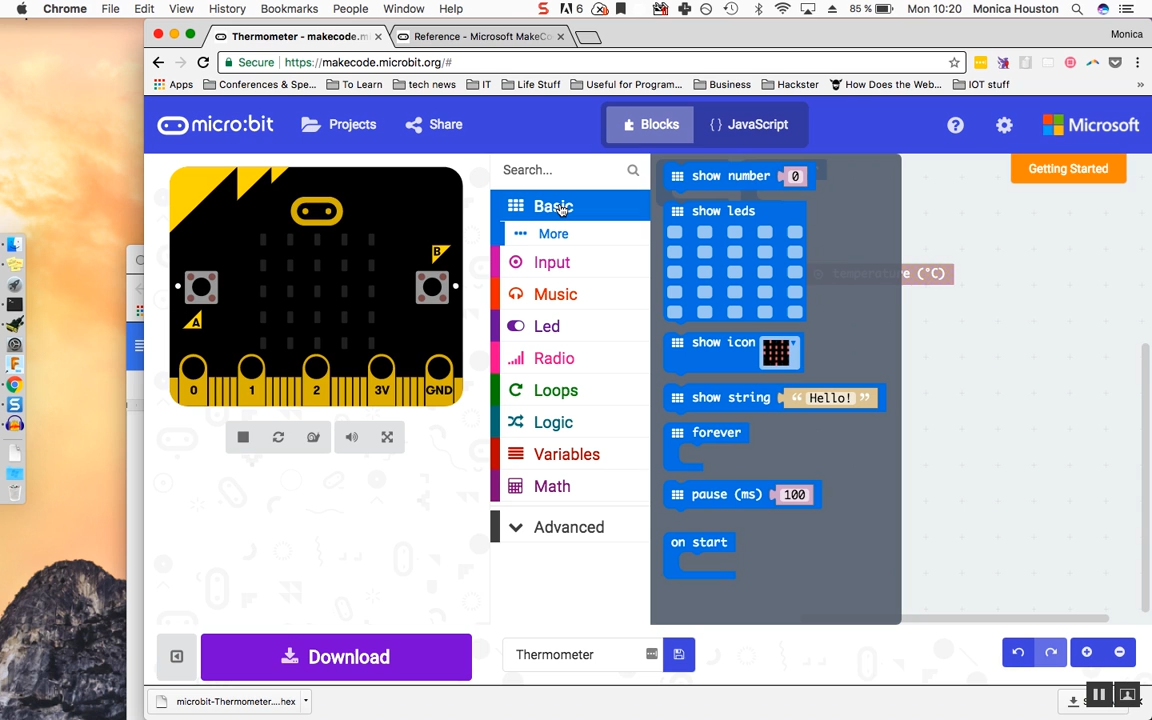 Chrome File Edit View History Bookmarks People Window Help 6 85% Mon 10:20 Monica Houston
Thermometer - makecode.m Reference - Microsoft MakeCo Monica
Secure https://makecode.microbit.org/#
Apps Conferences & Spe... To Learn tech news IT Life Stuff Useful for Program... Business Hackster How Does the Web... IOT stuff »
micro:bit Projects Share Blocks {} JavaScript Microsoft
Getting Started
Search...
Basic
More
Input
Music
Led
Radio
Loops
Logic
Variables
Math
Advanced
show number 0
show leds
show icon
show string “ Hello! ”
forever
pause (ms) 100
on start
temperature (°C)
B
A
0 1 2 3V GND
Download
Thermometer
microbit-Thermometer....hex